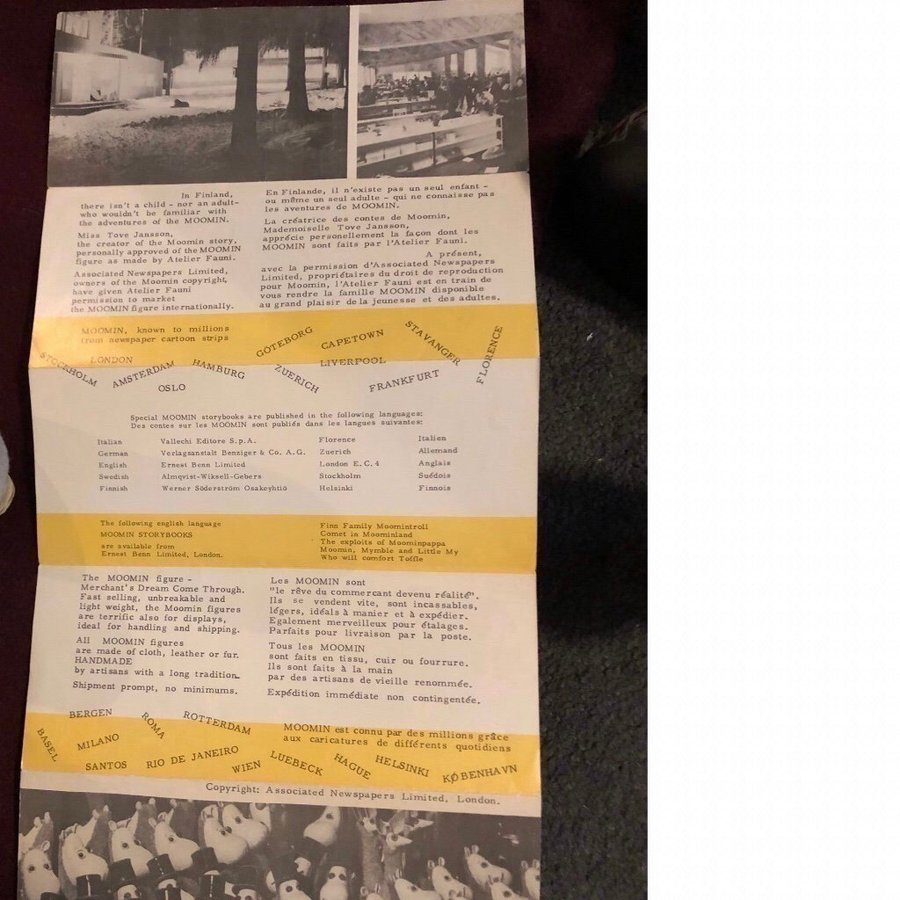 In Finland,
there isn't a child - nor an adult-
who wouldn't be familiar with
the adventures of the MOOMIN.
Miss Tove Jansson,
the creator of the Moomin story,
personally approved of the MOOMIN
figure as made by Atelier Fauni.
Associated Newspapers Limited,
owners of the Moomin copyright,
have given Atelier Fauni
permission to market
the MOOMIN figure internationally.
En Finlande, il n'existe pas un seul enfant -
ou même un seul adulte - qui ne connaisse pas
les aventures de MOOMIN.
La créatrice des contes de Moomin,
Mademoiselle Tove Jansson,
apprécie personellement la façon dont les
MOOMIN sont faits par l'Atelier Fauni.
A présent,
avec la permission d'Associated Newspapers
Limited, propriétaires du droit de reproduction
pour Moomin, l'Atelier Fauni est en train de
vous rendre la famille MOOMIN disponible
au grand plaisir de la jeunesse et des adultes.
MOOMIN, known to millions
from newspaper cartoon strips
STOCKHOLM
LONDON
AMSTERDAM
OSLO
HAMBURG
GÖTEBORG
ZUERICH
CAPETOWN
LIVERPOOL
STAVANGER
FRANKFURT
FLORENCE
Special MOOMIN storybooks are published in the following languages:
Des contes sur les MOOMIN sont publiés dans les langues suivantes:
Italian Vallechi Editore S.p.A. Florence Italien
German Verlagsanstalt Benziger & Co. A.G. Zuerich Allemand
English Ernest Benn Limited London E.C.4 Anglais
Swedish Almqvist-Wiksell-Gebers Stockholm Suédois
Finnish Werner Söderström Osakeyhtiö Helsinki Finnois
The following english language
MOOMIN STORYBOOKS
are available from
Ernest Benn Limited, London.
Finn Family Moomintroll
Comet in Moominland
The exploits of Moominpappa
Moomin, Mymble and Little My
Who will comfort Toffle
The MOOMIN figure -
Merchant's Dream Come Through.
Fast selling, unbreakable and
light weight, the Moomin figures
are terrific also for displays,
ideal for handling and shipping.
All MOOMIN figures
are made of cloth, leather or fur.
HANDMADE
by artisans with a long tradition.
Shipment prompt, no minimums.
Les MOOMIN sont
"le rêve du commercant devenu réalité".
Ils se vendent vite, sont incassables,
légers, idéals à manier et à expédier.
Egalement merveilleux pour étalages.
Parfaits pour livraison par la poste.
Tous les MOOMIN
sont faits en tissu, cuir ou fourrure.
Ils sont faits à la main
par des artisans de vieille renommée.
Expédition immédiate non contingentée.
BASEL
BERGEN
MILANO
SANTOS
ROMA
ROTTERDAM
RIO DE JANEIRO
WIEN
MOOMIN est connu par des millions grâce
aux caricatures de différents quotidiens
LUEBECK
HAGUE
HELSINKI
KØBENHAVN
Copyright: Associated Newspapers Limited, London.